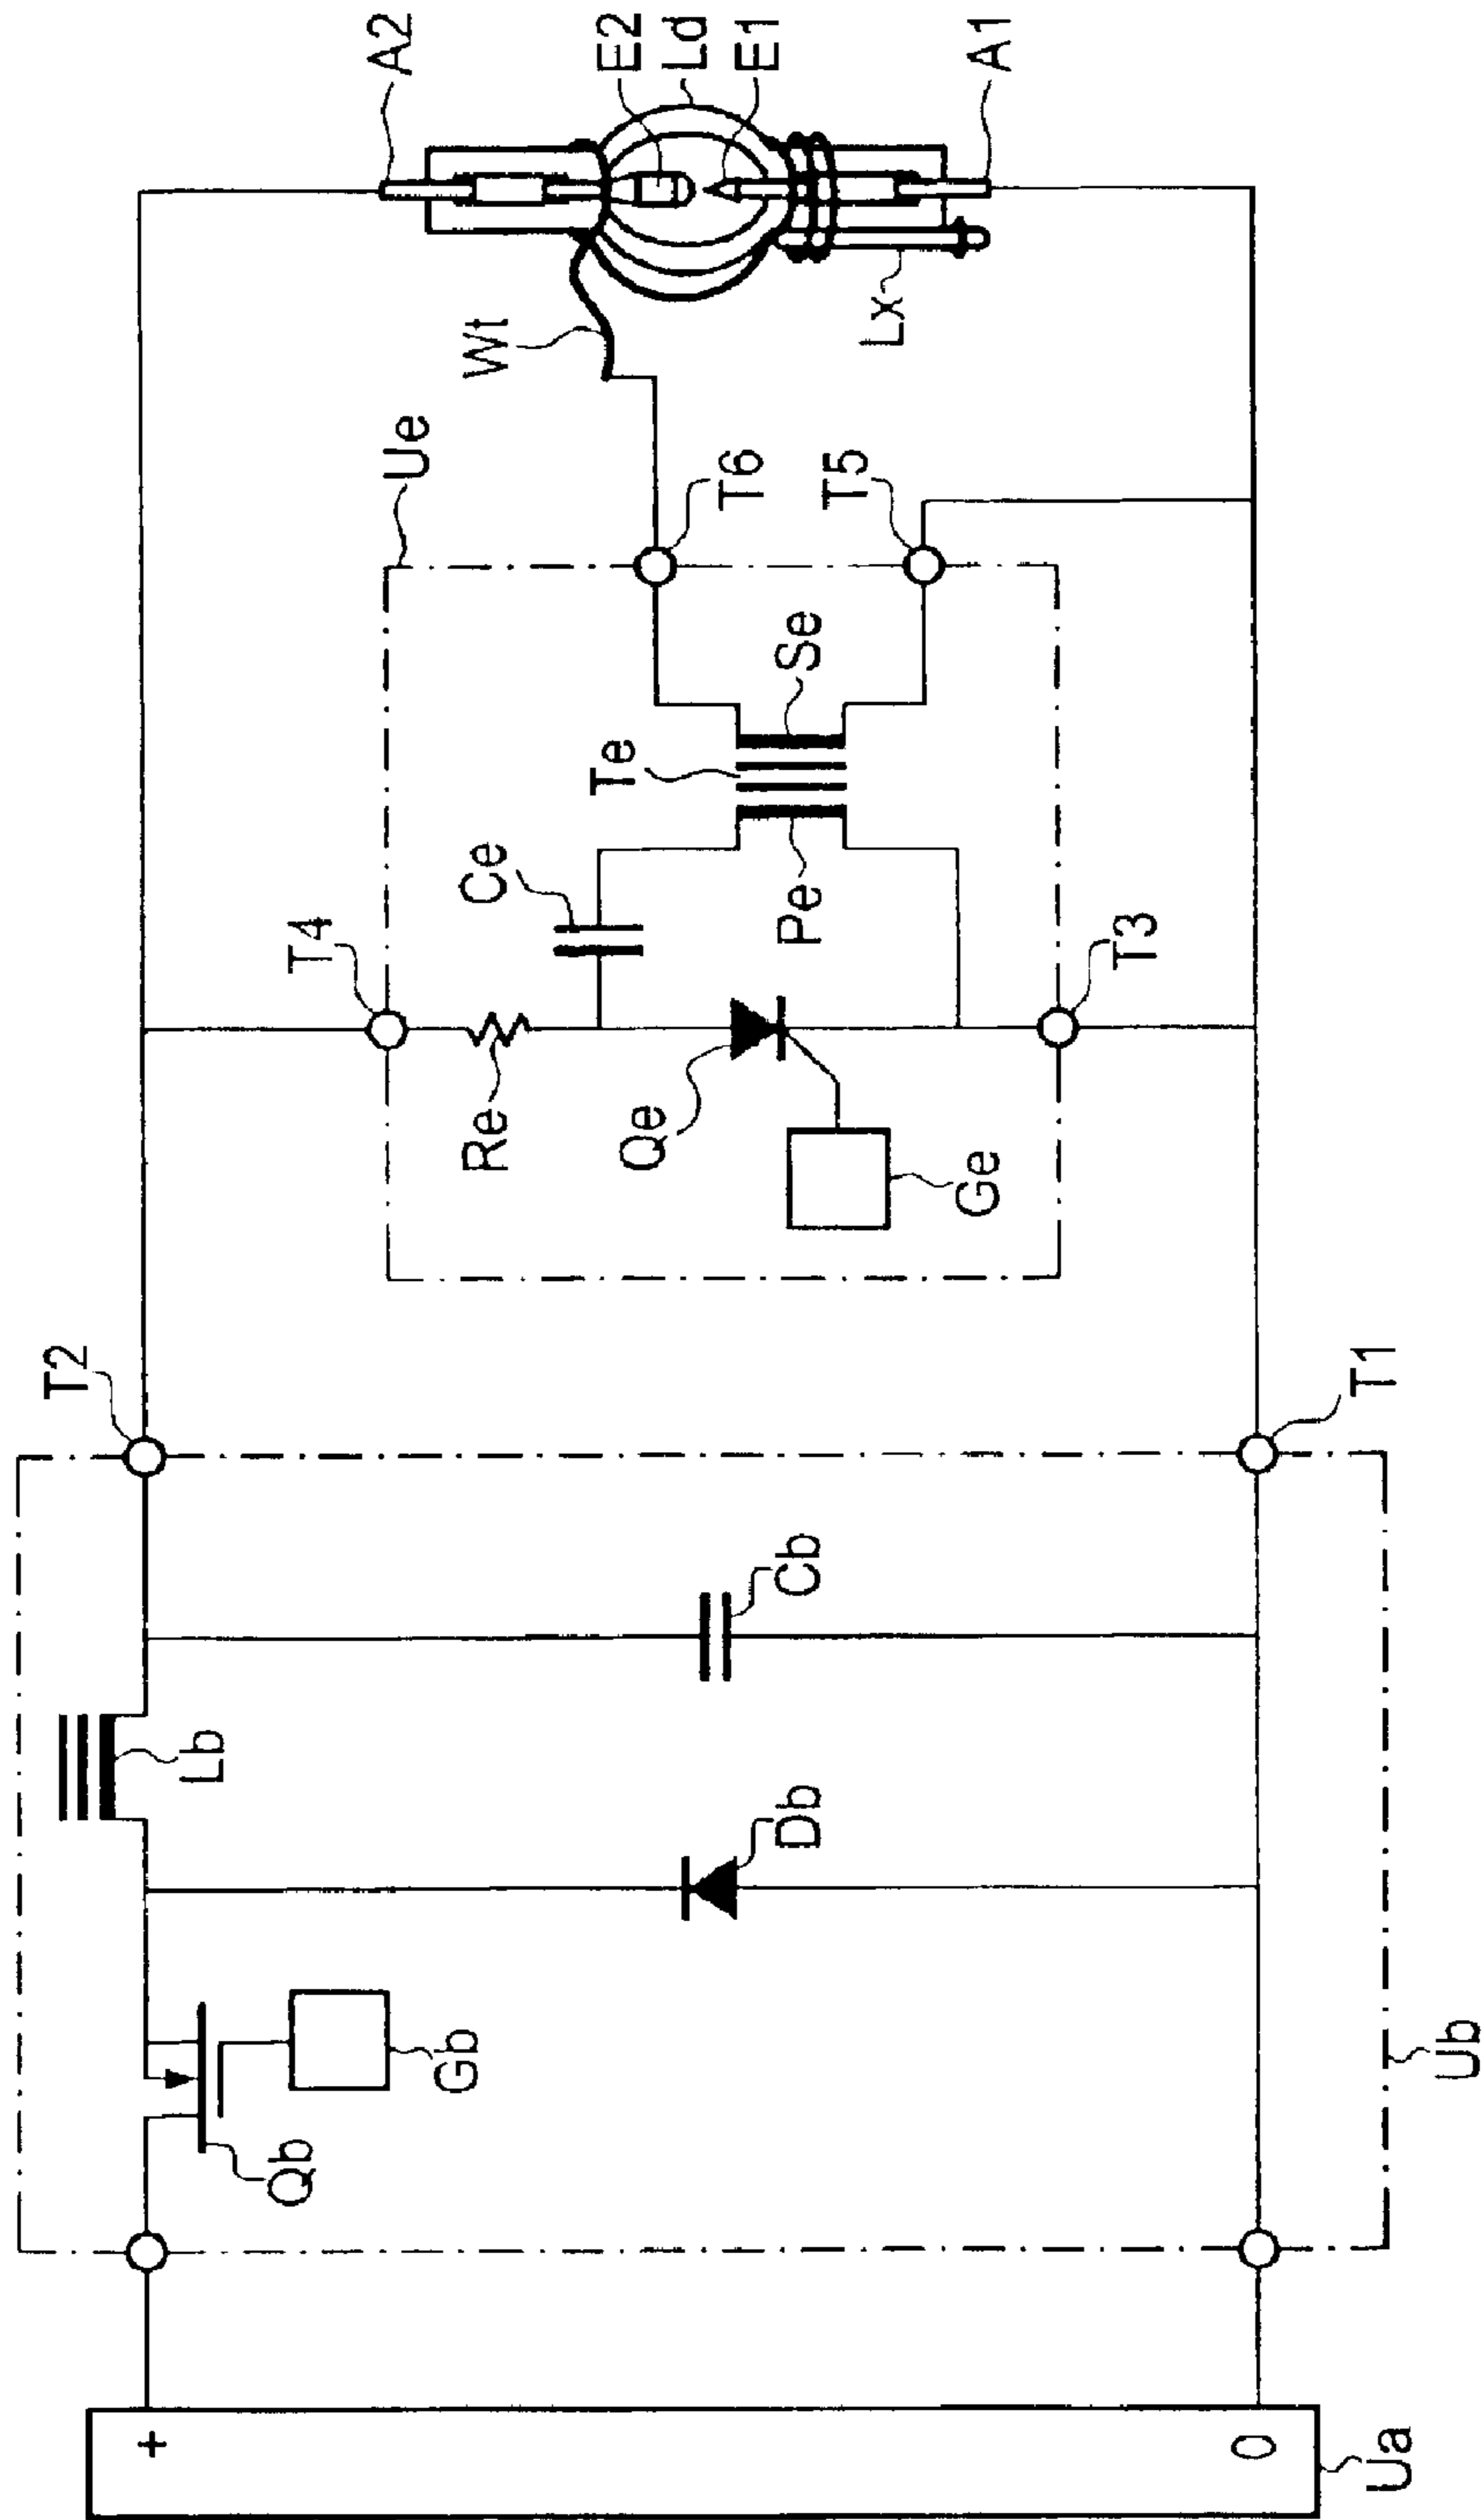 T2
+
Lb
Qb
T4
A2
Ue
Gb
Re
Ce
Wt
Te
E2
Qe
Ld
T6
E1
Db
Cb
Pe
Se
T5
Lx
Ge
A1
T3
0
T1
Ua
Ub